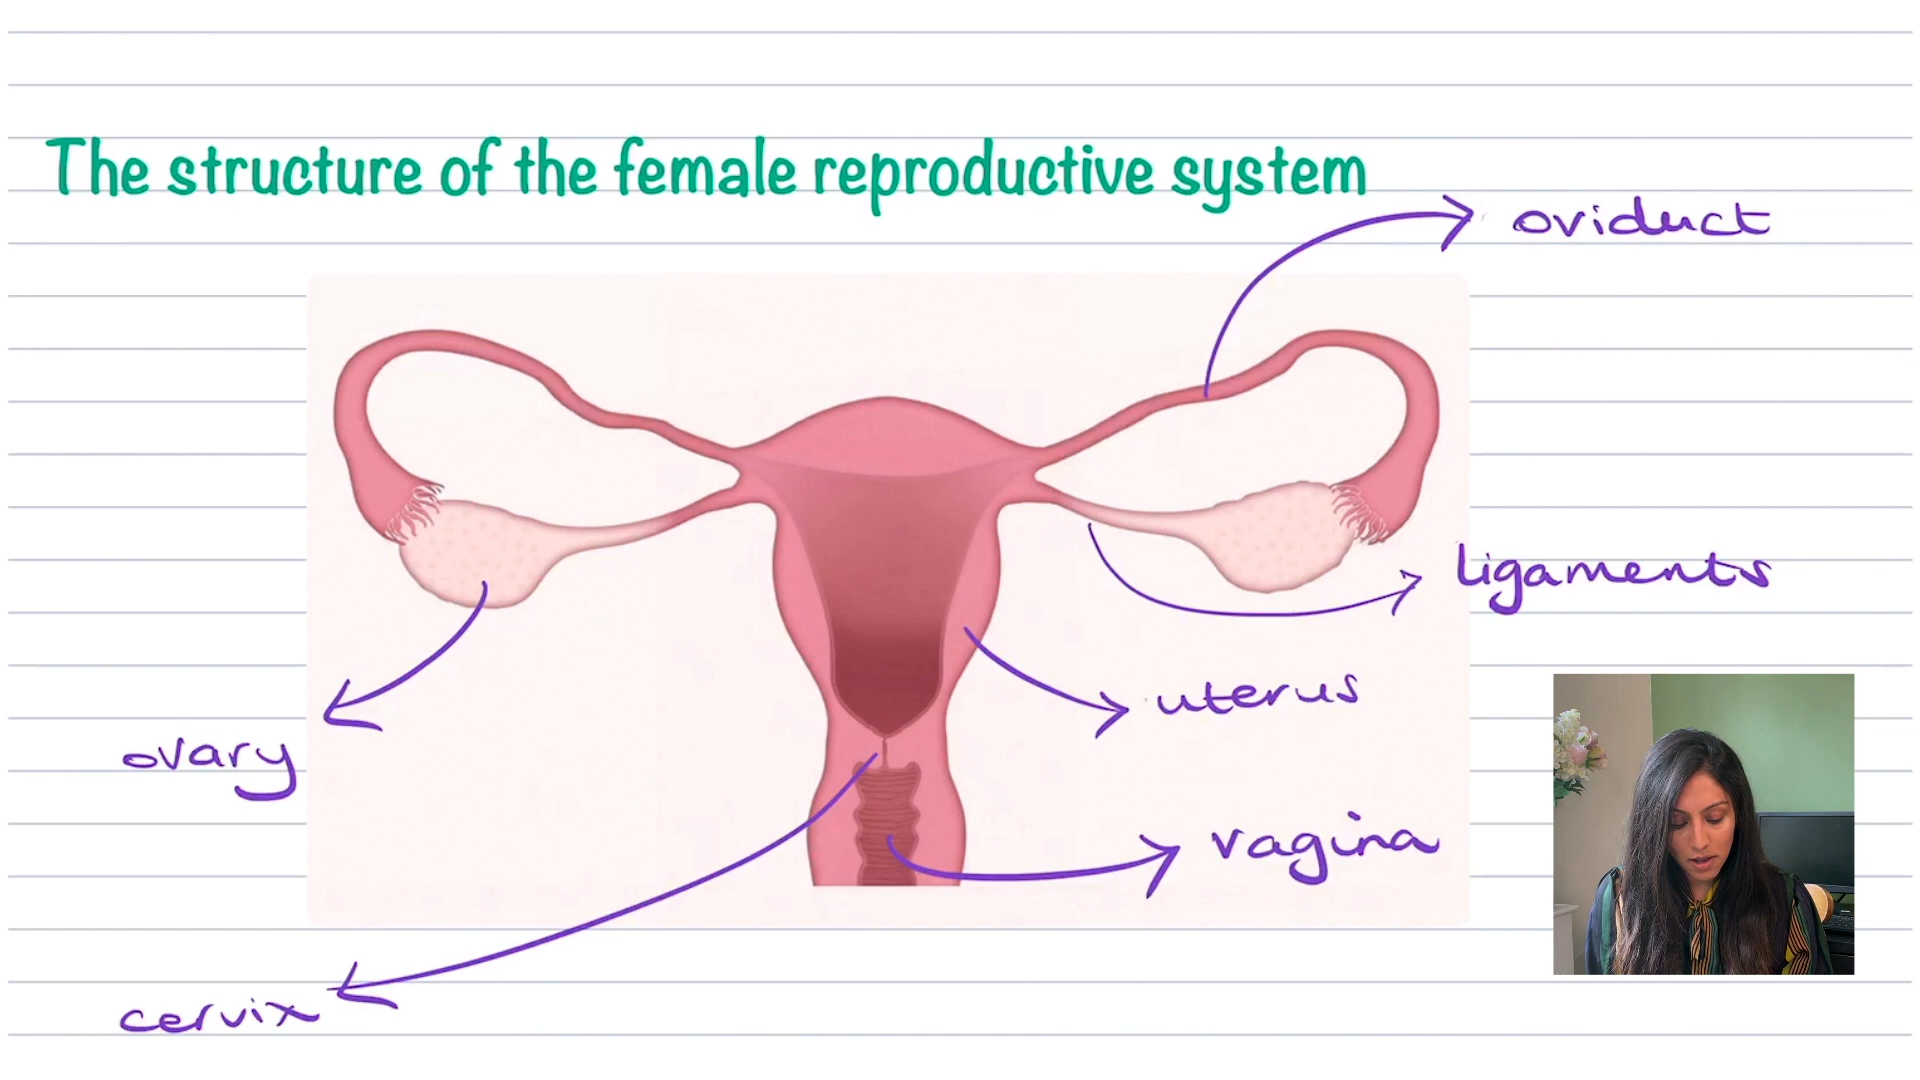 The structure of the female reproductive system
oviduct
ligaments
uterus
ovary
vagina
cervix